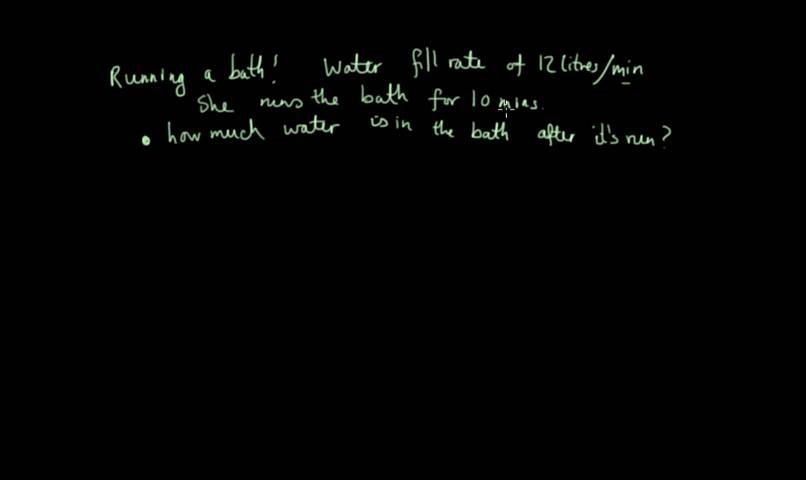 Running a bath! Water fill rate of 12 litres/min
She runs the bath for 10 mins.
• how much water is in the bath after it's run?